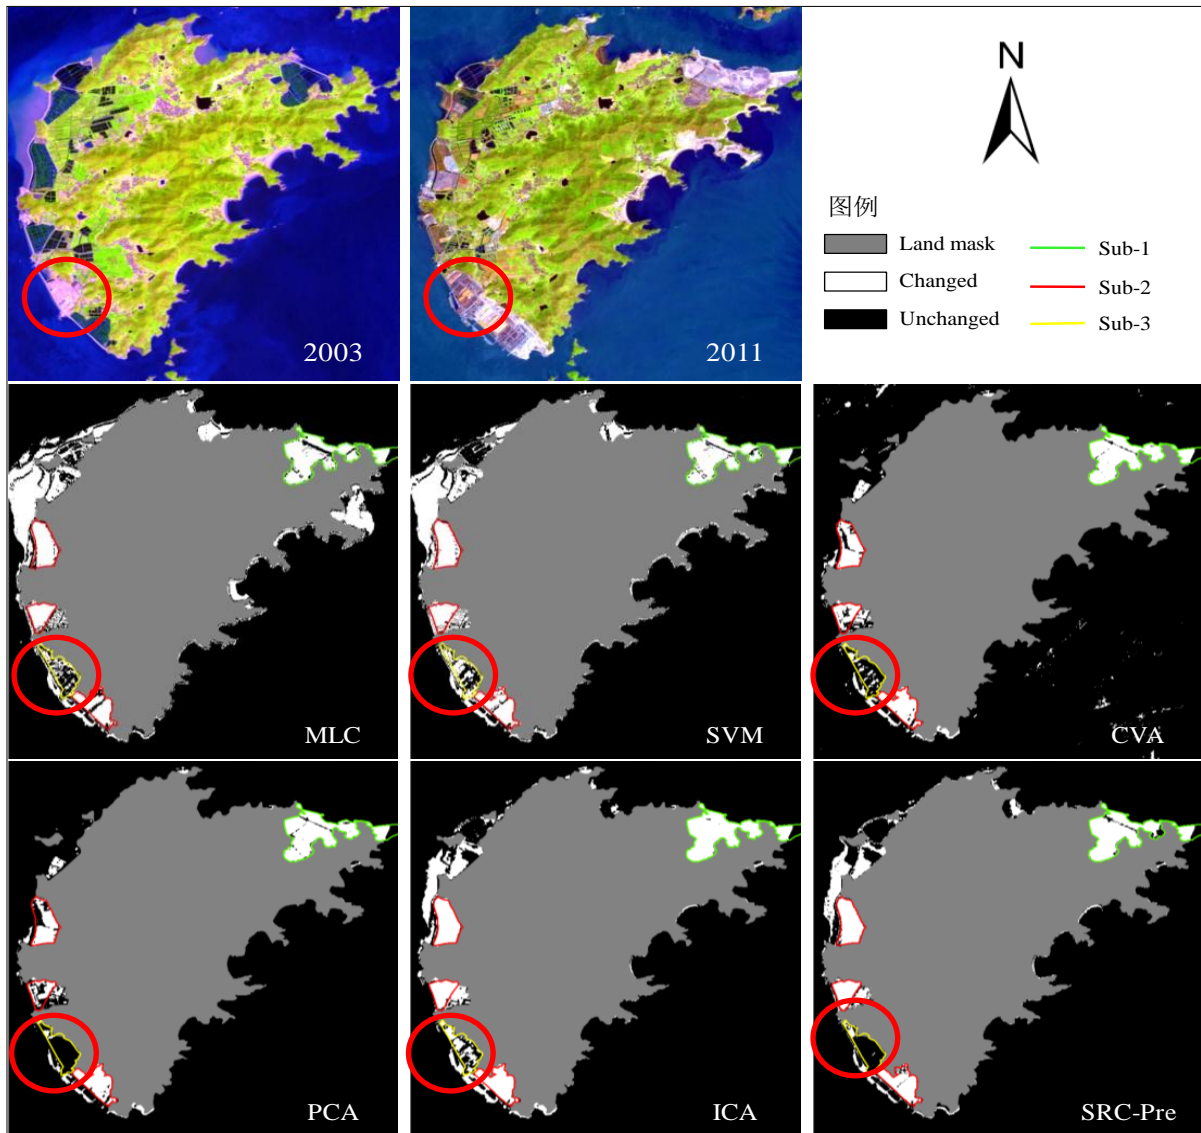 N
2003
2011
图例
Land mask
Sub-1
Changed
Sub-2
Unchanged
Sub-3
MLC
SVM
CVA
PCA
ICA
SRC-Pre